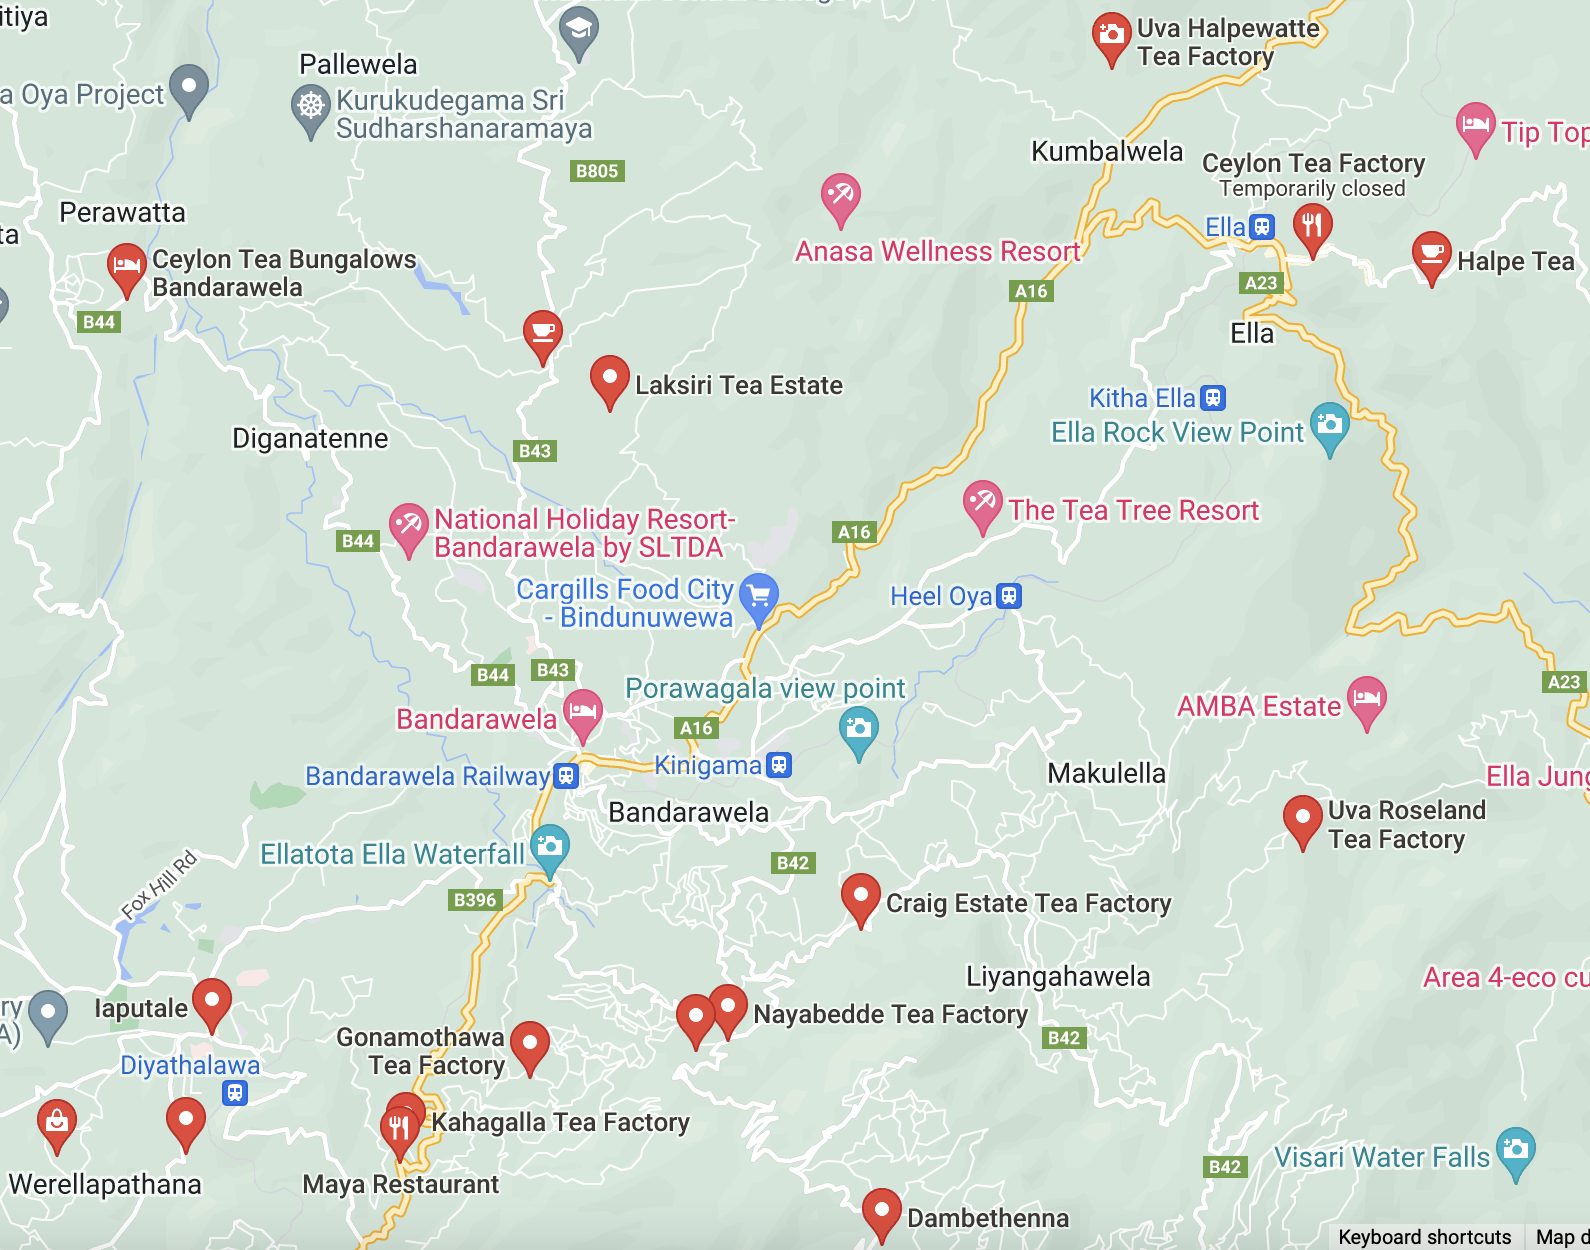 itiya
Uva Halpewatte
Tea Factory
Pallewela
a Oya Project
Kurukudegama Sri
Sudharshanaramaya
Tip Top
Kumbalwela
Ceylon Tea Factory
Temporarily closed
B805
Perawatta
ta
Ella
Anasa Wellness Resort
Ceylon Tea Bungalows
Bandarawela
Halpe Tea
A23
A16
B44
Ella
Laksiri Tea Estate
Kitha Ella
Ella Rock View Point
Diganatenne
B43
The Tea Tree Resort
National Holiday Resort-
Bandarawela by SLTDA
A16
B44
Cargills Food City
- Bindunuwewa
Heel Oya
B44
B43
A23
Porawagala view point
AMBA Estate
Bandarawela
A16
Kinigama
Bandarawela Railway
Makulella
Ella Jung
Bandarawela
Uva Roseland
Tea Factory
Ellatota Ella Waterfall
B42
Fox Hill Rd
B396
Craig Estate Tea Factory
Liyangahawela
Area 4-eco cu
ry
A)
Iaputale
Nayabedde Tea Factory
Gonamothawa
Tea Factory
B42
Diyathalawa
Kahagalla Tea Factory
Visari Water Falls
B42
Werellapathana
Maya Restaurant
Dambethenna
Keyboard shortcuts
Map d